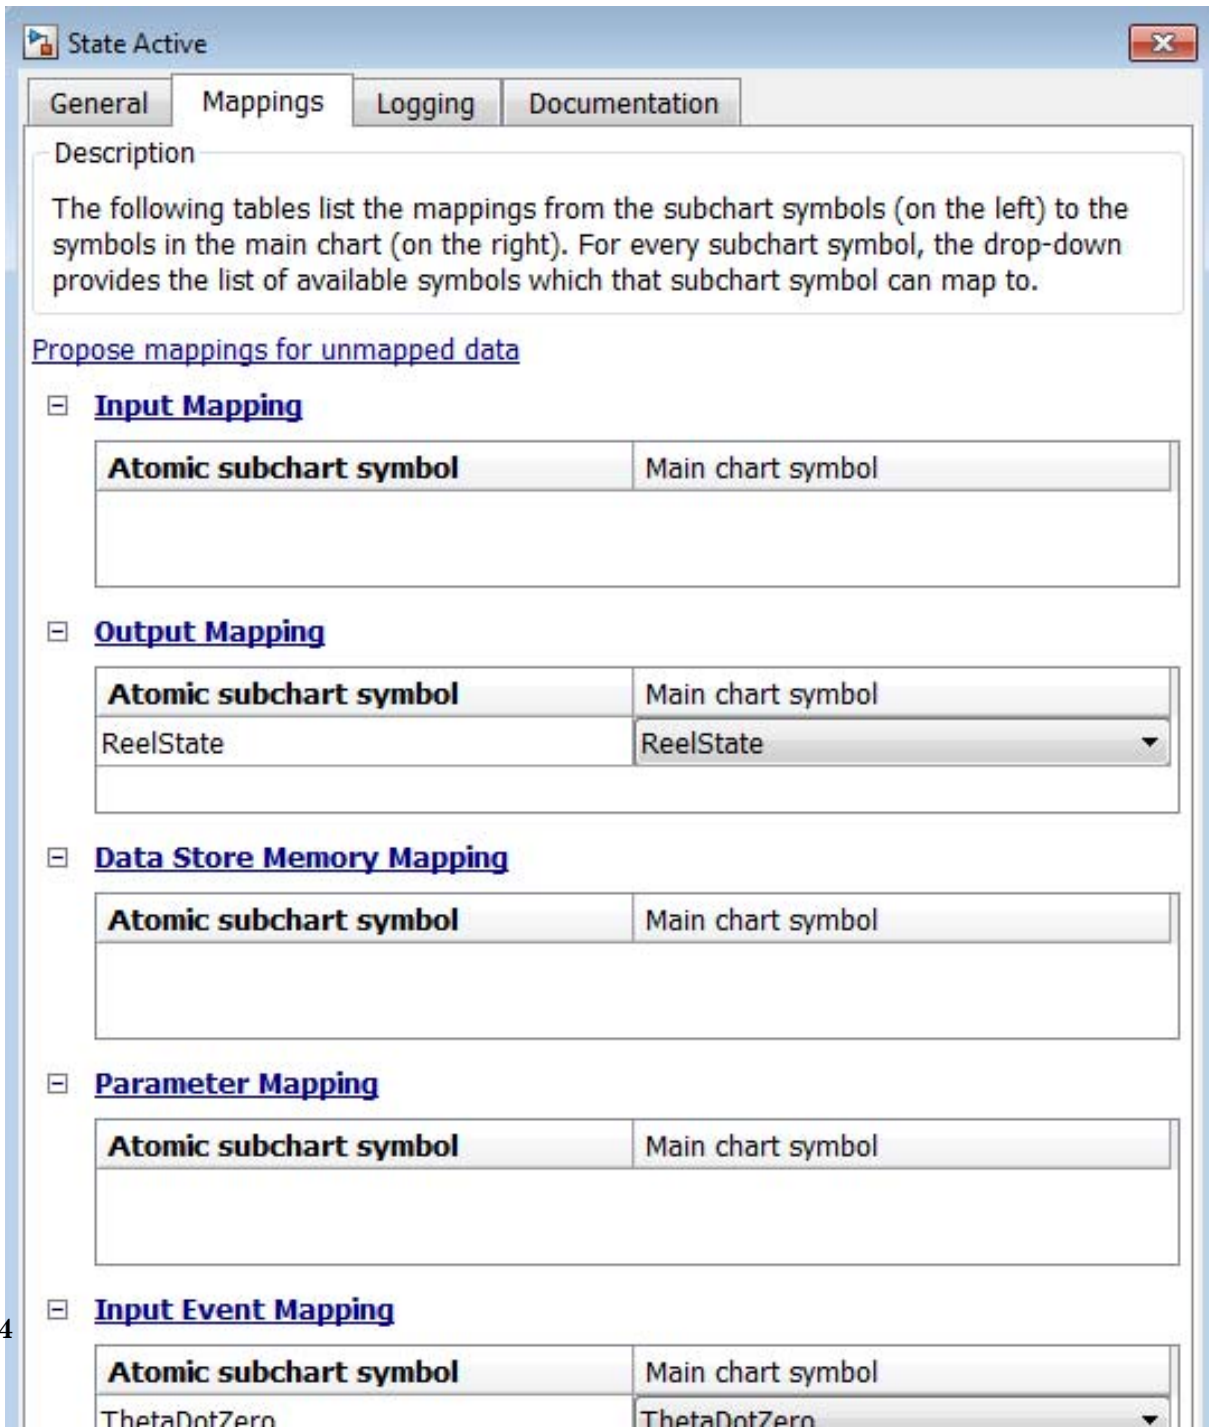 State Active
General Mappings Logging Documentation
Description
The following tables list the mappings from the subchart symbols (on the left) to the
symbols in the main chart (on the right). For every subchart symbol, the drop-down
provides the list of available symbols which that subchart symbol can map to.
Propose mappings for unmapped data
Input Mapping
Atomic subchart symbol Main chart symbol
Output Mapping
Atomic subchart symbol Main chart symbol
ReelState ReelState
Data Store Memory Mapping
Atomic subchart symbol Main chart symbol
Parameter Mapping
Atomic subchart symbol Main chart symbol
Input Event Mapping
4
Atomic subchart symbol Main chart symbol
ThetaDotZero ThetaDotZero